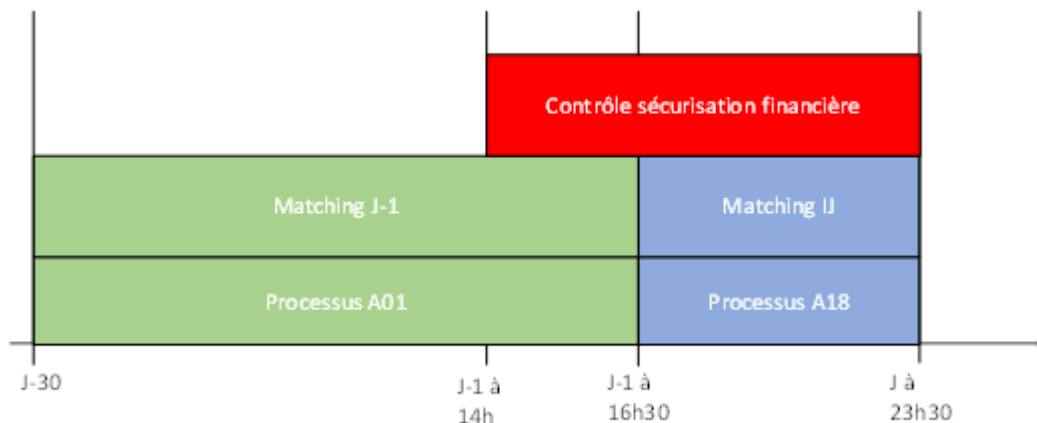 Contrôle sécurisation financière
Matching J-1
Matching IJ
Processus A01
Processus A18
J-30
J-1 à
14h
J-1 à
16h30
J à
23h30